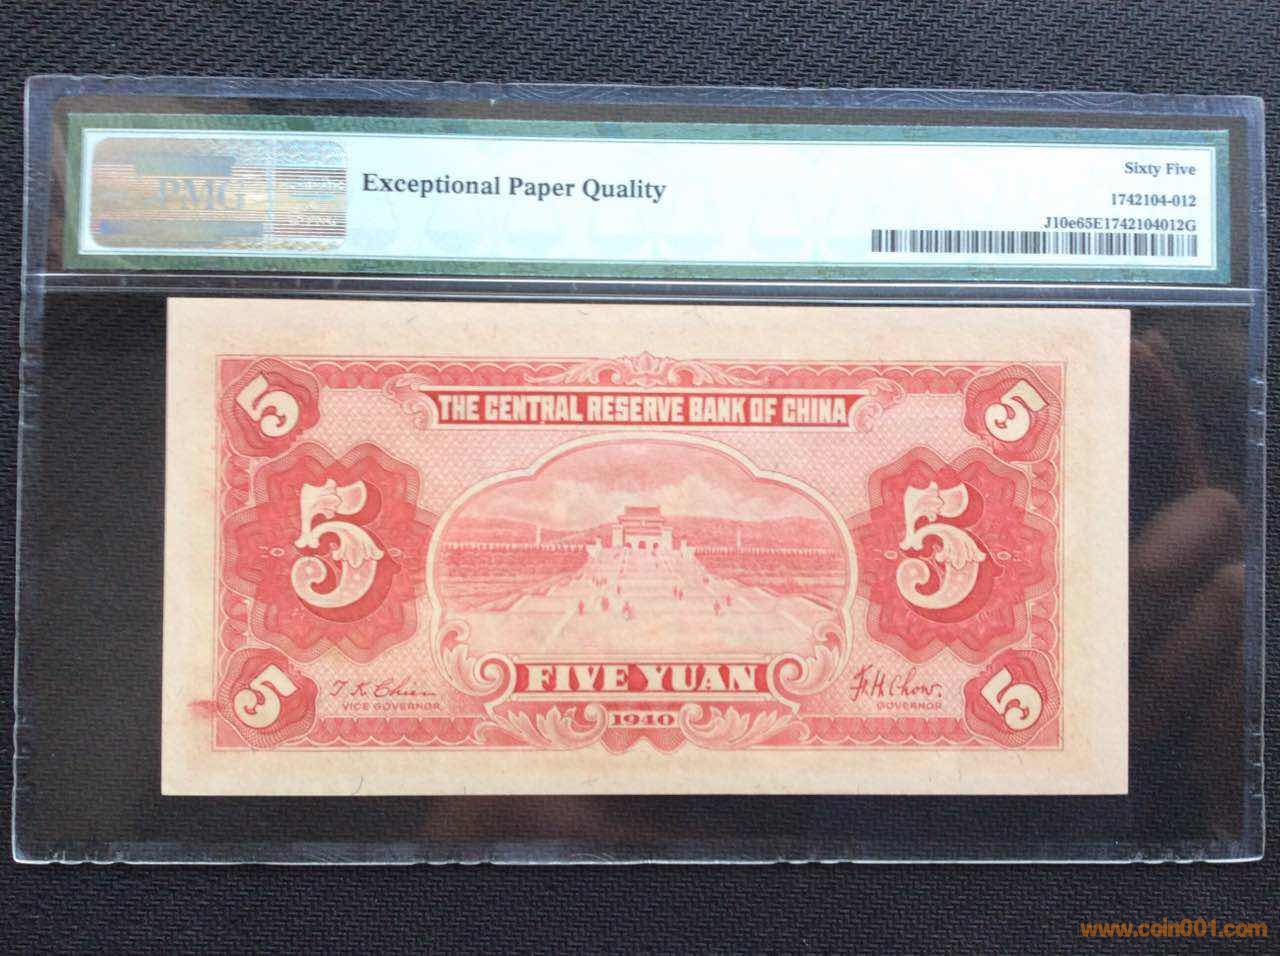 PMG
Exceptional Paper Quality
Sixty Five
1742104-012
J10e65E1742104012G
5
5
THE CENTRAL RESERVE BANK OF CHINA
5
5
FIVE YUAN
5
5
T. K. Chien
F. H. Chow.
VICE GOVERNOR
GOVERNOR
1940
www.coin001.com